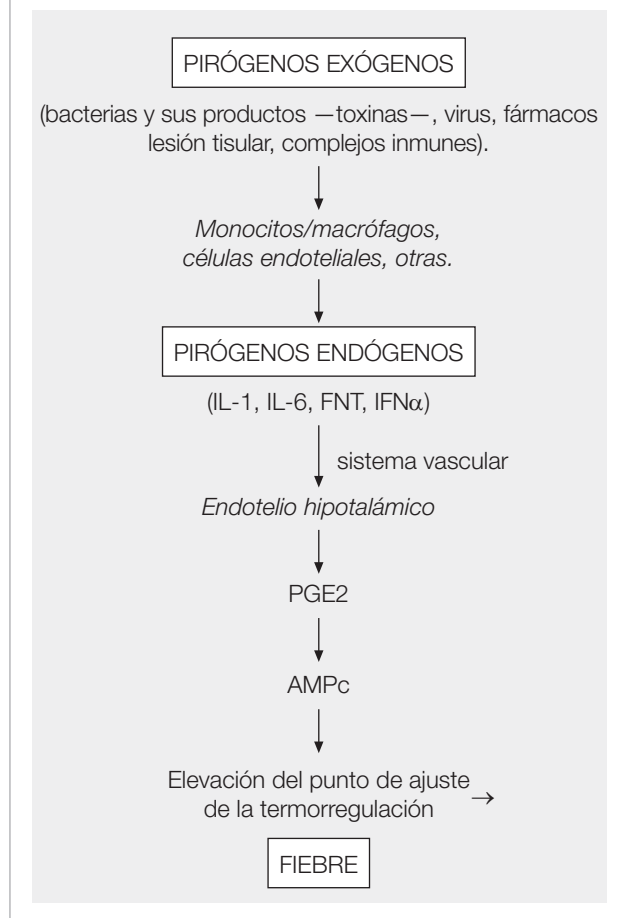 PIRÓGENOS EXÓGENOS
(bacterias y sus productos —toxinas—, virus, fármacos
lesión tisular, complejos inmunes).
Monocitos/macrófagos,
células endoteliales, otras.
PIRÓGENOS ENDÓGENOS
(IL-1, IL-6, FNT, IFNα)
sistema vascular
Endotelio hipotalámico
PGE2
AMPc
Elevación del punto de ajuste
de la termorregulación →
FIEBRE